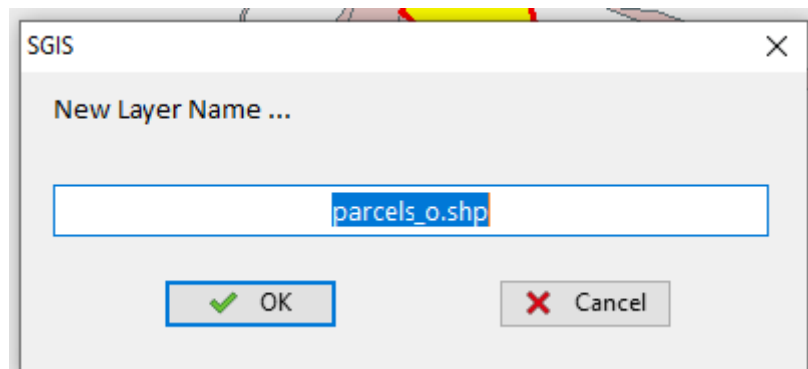 SGIS
New Layer Name ...
parcels_o.shp
OK
Cancel